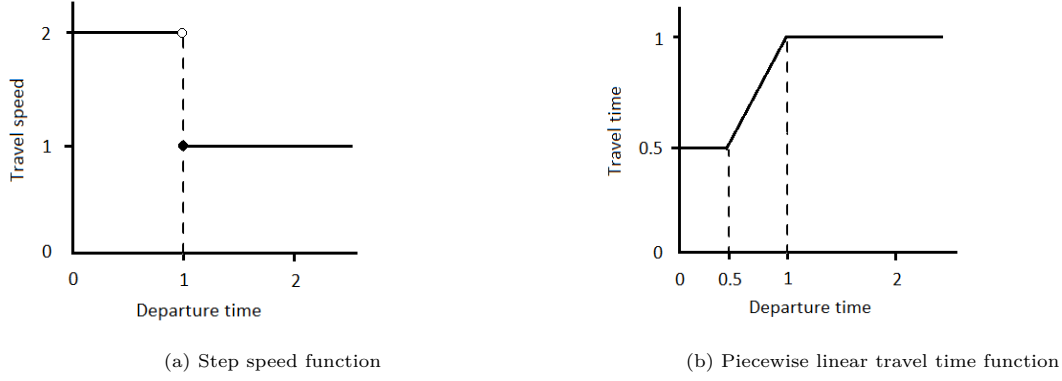 2
1
0
Travel speed
0 1 2
Departure time
(a) Step speed function
1
0.5
0
Travel time
0 0.5 1 2
Departure time
(b) Piecewise linear travel time function